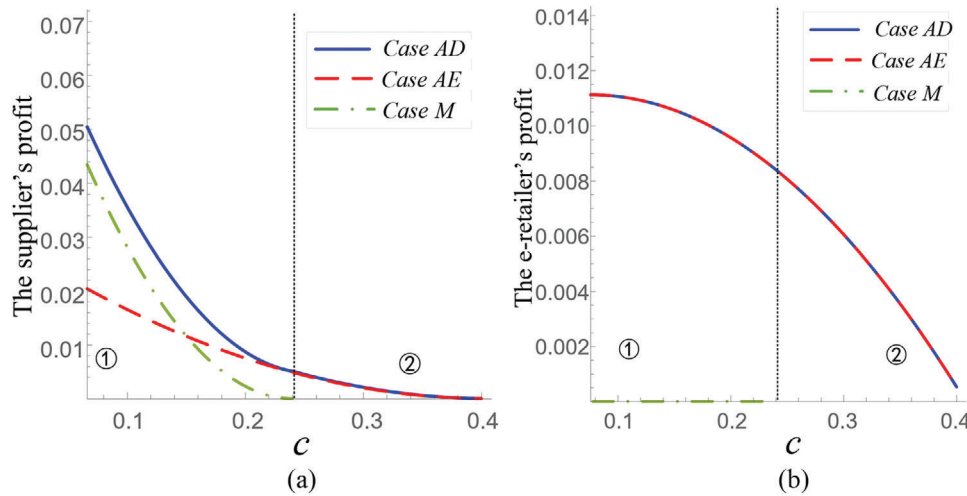 The supplier's profit
0.07
0.06
0.05
0.04
0.03
0.02
0.01
Case AD
Case AE
Case M
①
②
0.1 0.2 0.3 0.4
c
(a)
The e-retailer's profit
0.014
0.012
0.010
0.008
0.006
0.004
0.002
Case AD
Case AE
Case M
①
②
0.1 0.2 0.3 0.4
c
(b)